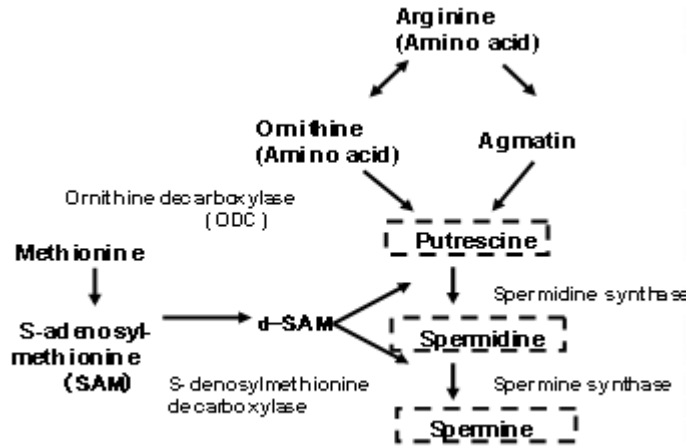 Arginine
(Amino acid)
Ornithine
(Amino acid)
Agmatin
Ornithine decarboxylase
(ODC)
Putrescine
Methionine
Spermidine synthase
S-adenosyl-
methionine
(SAM)
d-SAM
Spermidine
S-denosylmethionine
decarboxylase
Spermine synthase
Spermine